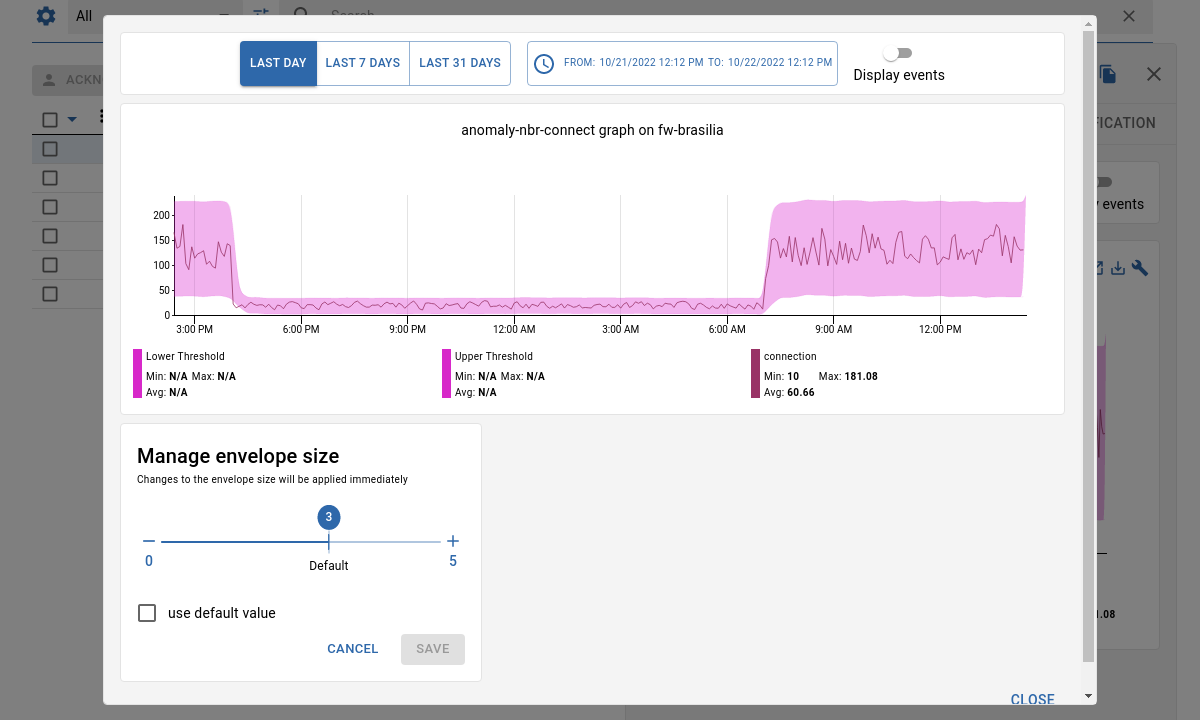 All
Search
ACKN
LAST DAY
LAST 7 DAYS
LAST 31 DAYS
FROM: 10/21/2022 12:12 PM TO: 10/22/2022 12:12 PM
Display events
anomaly-nbr-connect graph on fw-brasilia
200
150
100
50
0
3:00 PM 6:00 PM 9:00 PM 12:00 AM 3:00 AM 6:00 AM 9:00 AM 12:00 PM
Lower Threshold
Min: N/A Max: N/A
Avg: N/A
Upper Threshold
Min: N/A Max: N/A
Avg: N/A
connection
Min: 10 Max: 181.08
Avg: 60.66
Manage envelope size
Changes to the envelope size will be applied immediately
3
0
5
Default
use default value
CANCEL
SAVE
CLOSE
FICATION
events
1.08